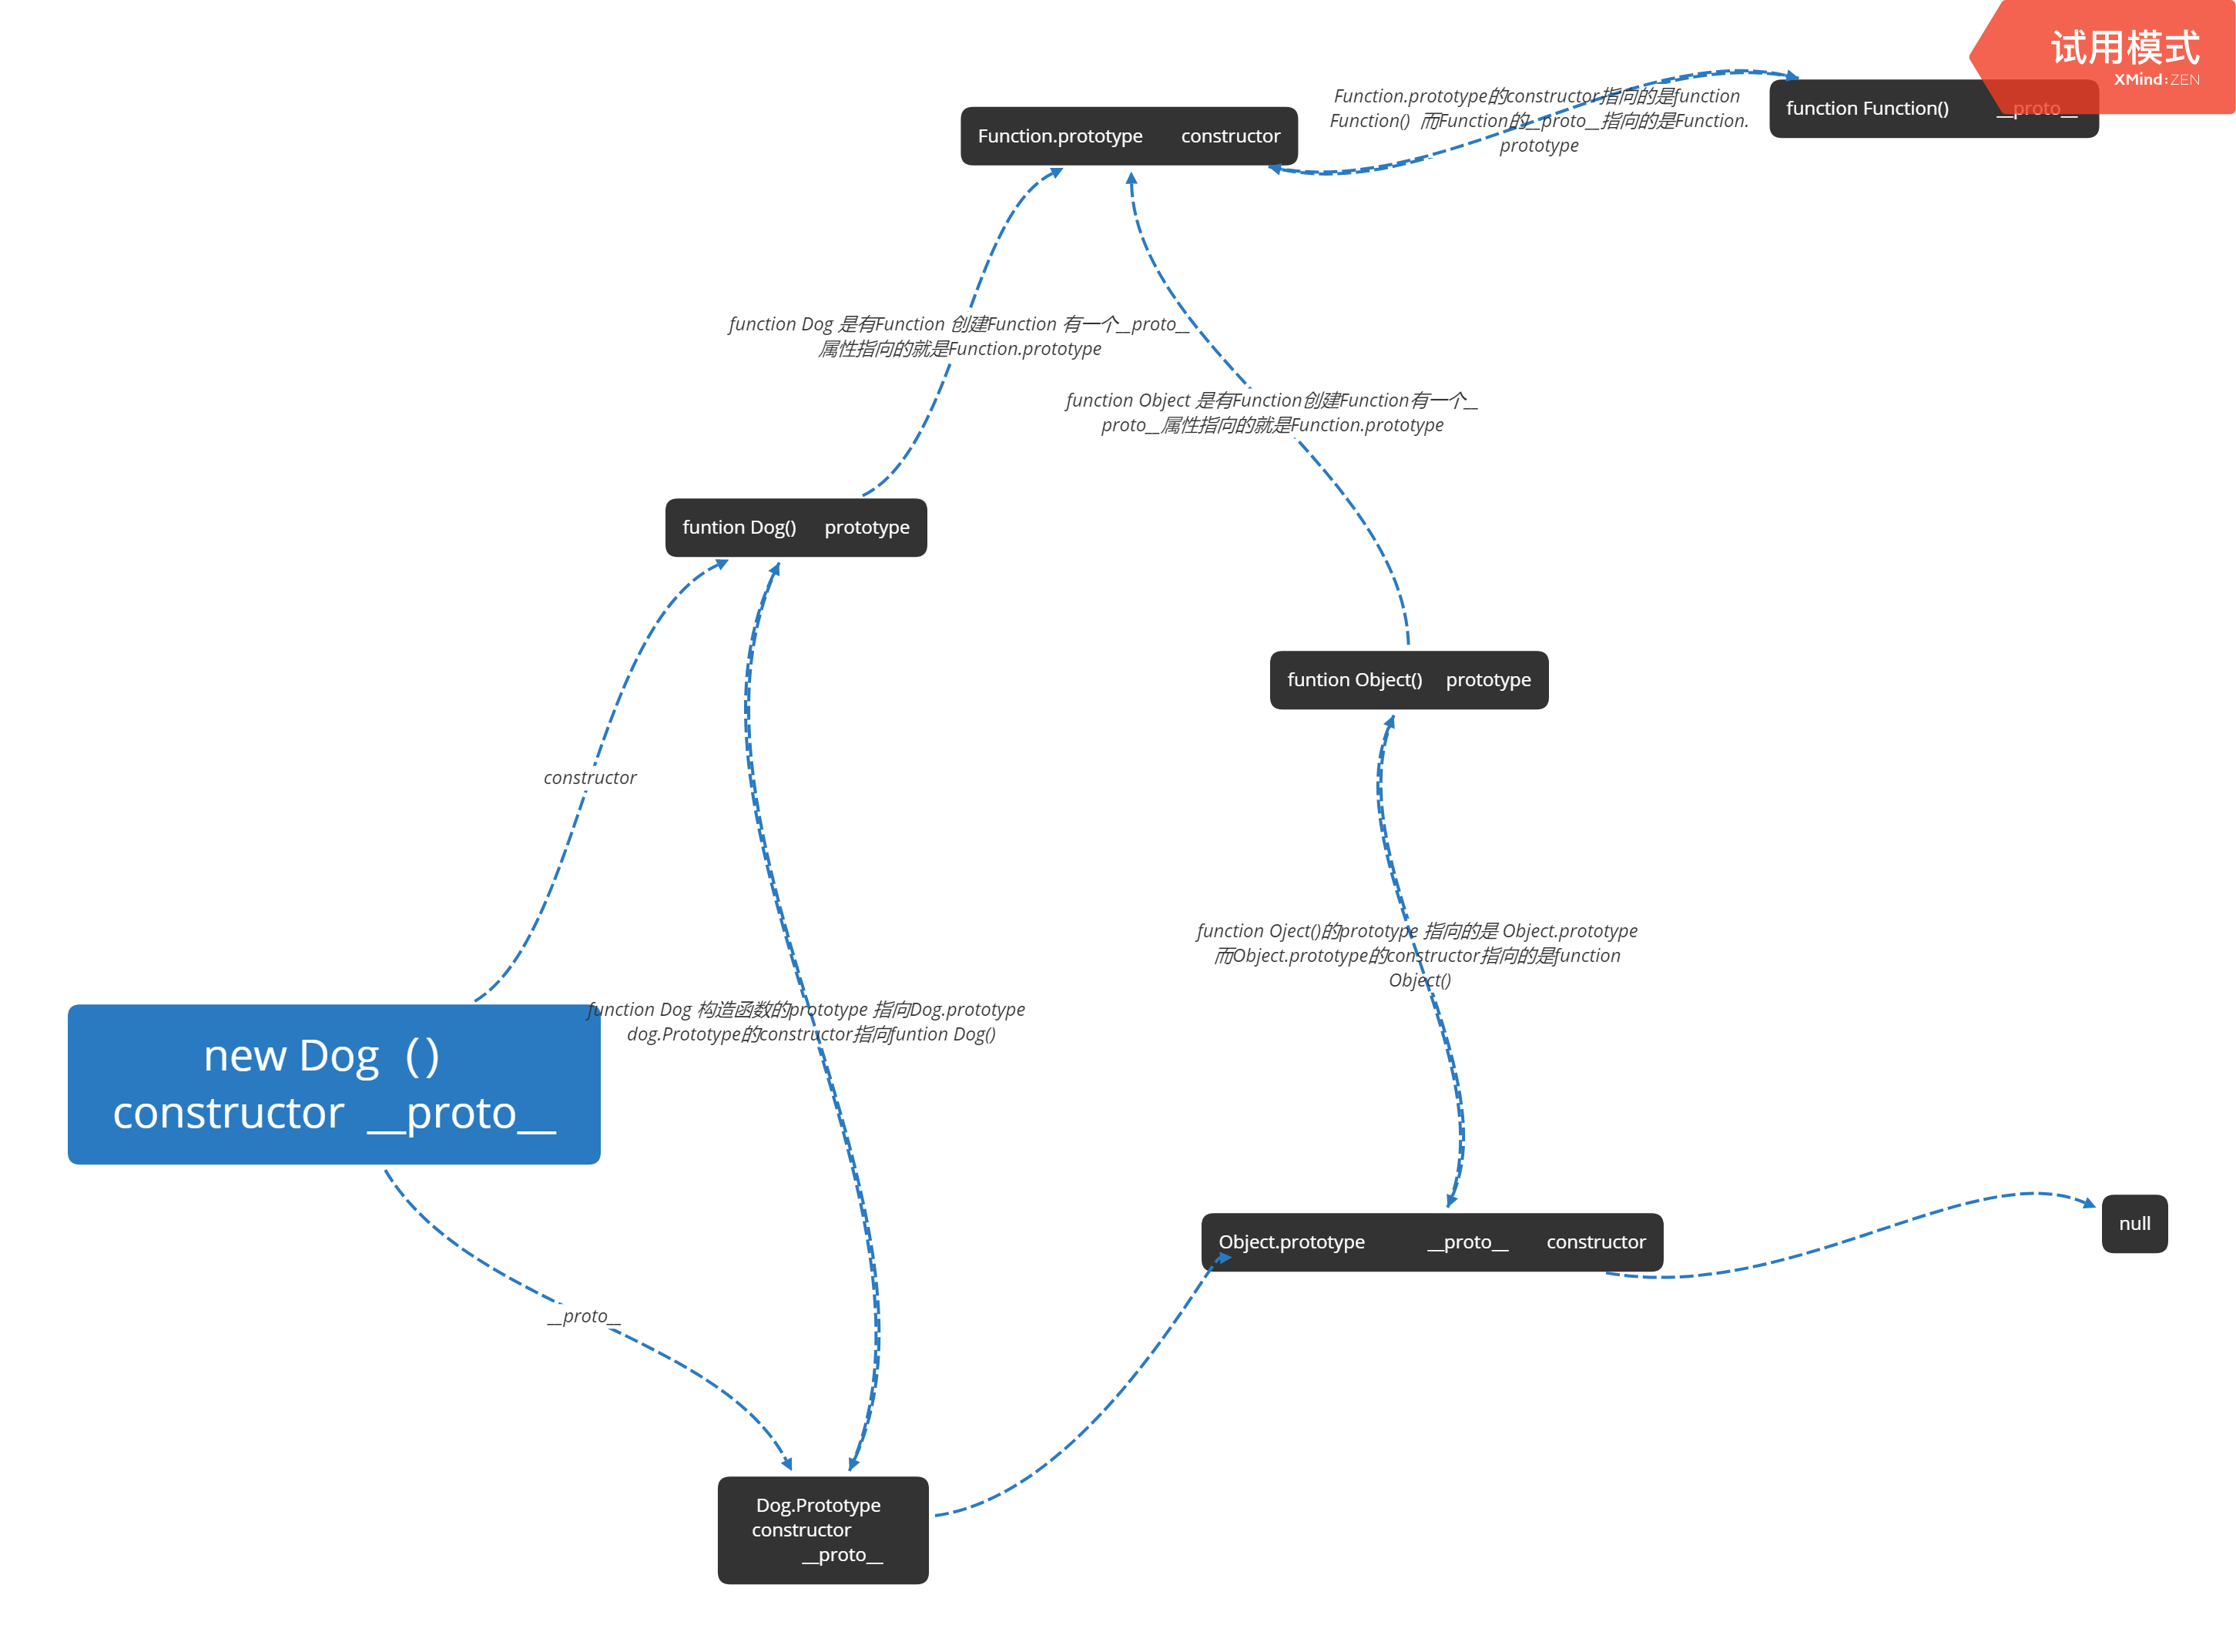 试用模式
XMind:ZEN
Function.prototype constructor
Function.prototype的constructor指向的是function
Function() 而Function的__proto__指向的是Function.
prototype
function Function() __proto__
function Dog 是有Function 创建Function 有一个__proto__
属性指向的就是Function.prototype
function Object 是有Function创建Function有一个__
proto__属性指向的就是Function.prototype
funtion Dog() prototype
funtion Object() prototype
constructor
function Oject()的prototype 指向的是 Object.prototype
而Object.prototype的constructor指向的是function
Object()
function Dog 构造函数的prototype 指向Dog.prototype
dog.Prototype的constructor指向funtion Dog()
new Dog ()
constructor __proto__
Object.prototype __proto__ constructor
null
__proto__
Dog.Prototype
constructor
__proto__